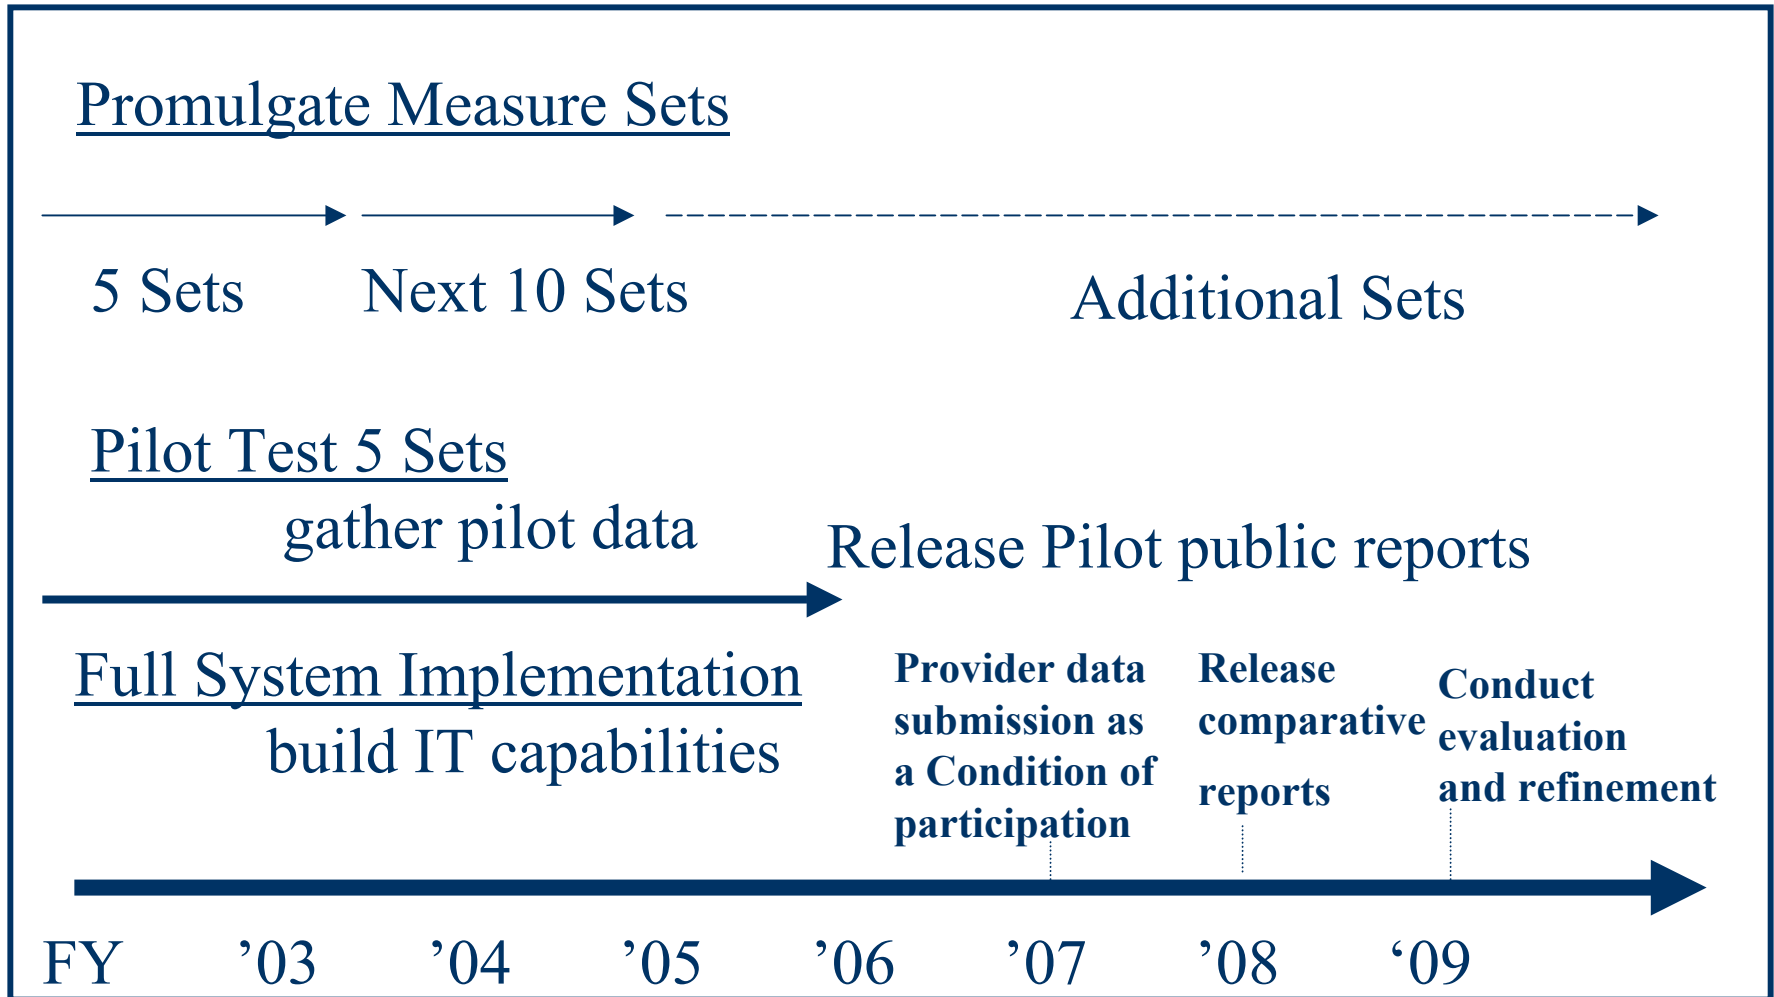 Promulgate Measure Sets
5 Sets
Next 10 Sets
Additional Sets
Pilot Test 5 Sets
gather pilot data
Release Pilot public reports
Full System Implementation
build IT capabilities
Provider data
submission as
a Condition of
participation
Release
comparative
reports
Conduct
evaluation
and refinement
FY ’03 ’04 ’05 ’06 ’07 ’08 ‘09